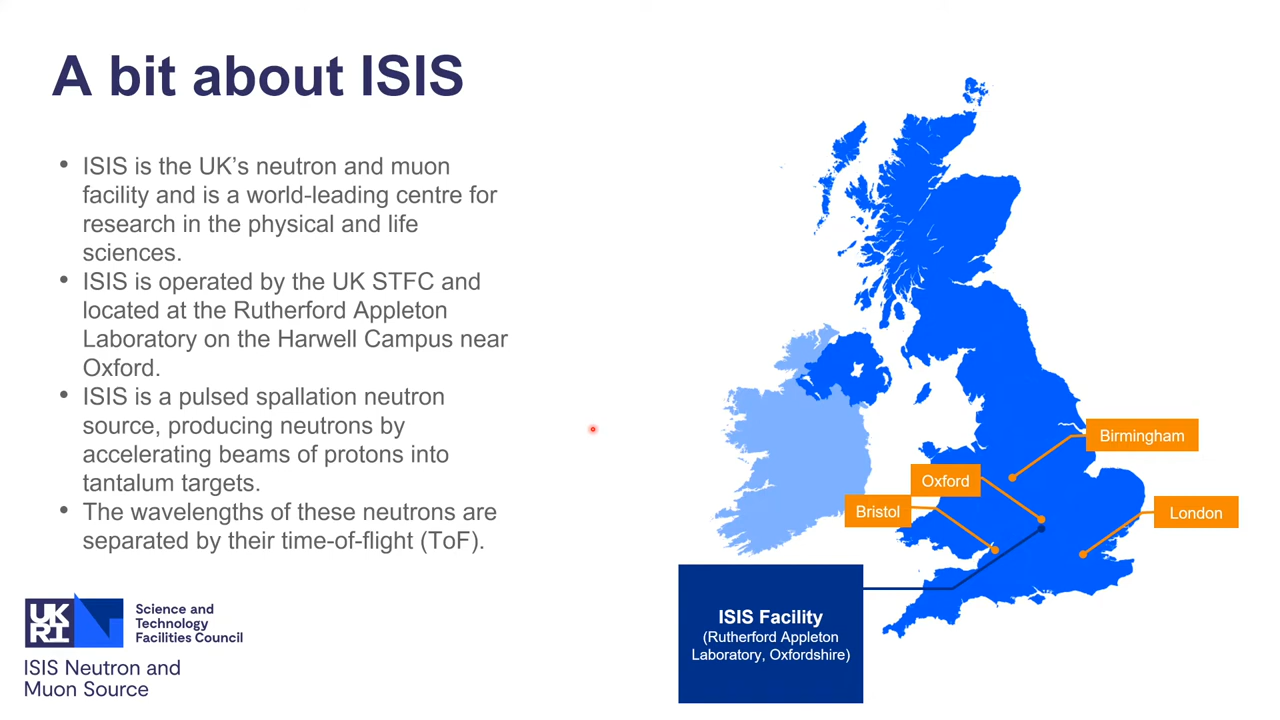 A bit about ISIS
• ISIS is the UK’s neutron and muon
facility and is a world-leading centre for
research in the physical and life
sciences.
• ISIS is operated by the UK STFC and
located at the Rutherford Appleton
Laboratory on the Harwell Campus near
Oxford.
• ISIS is a pulsed spallation neutron
source, producing neutrons by
accelerating beams of protons into
tantalum targets.
• The wavelengths of these neutrons are
separated by their time-of-flight (ToF).
UK
RI
Science and
Technology
Facilities Council
ISIS Neutron and
Muon Source
Birmingham
Oxford
Bristol
London
ISIS Facility
(Rutherford Appleton
Laboratory, Oxfordshire)